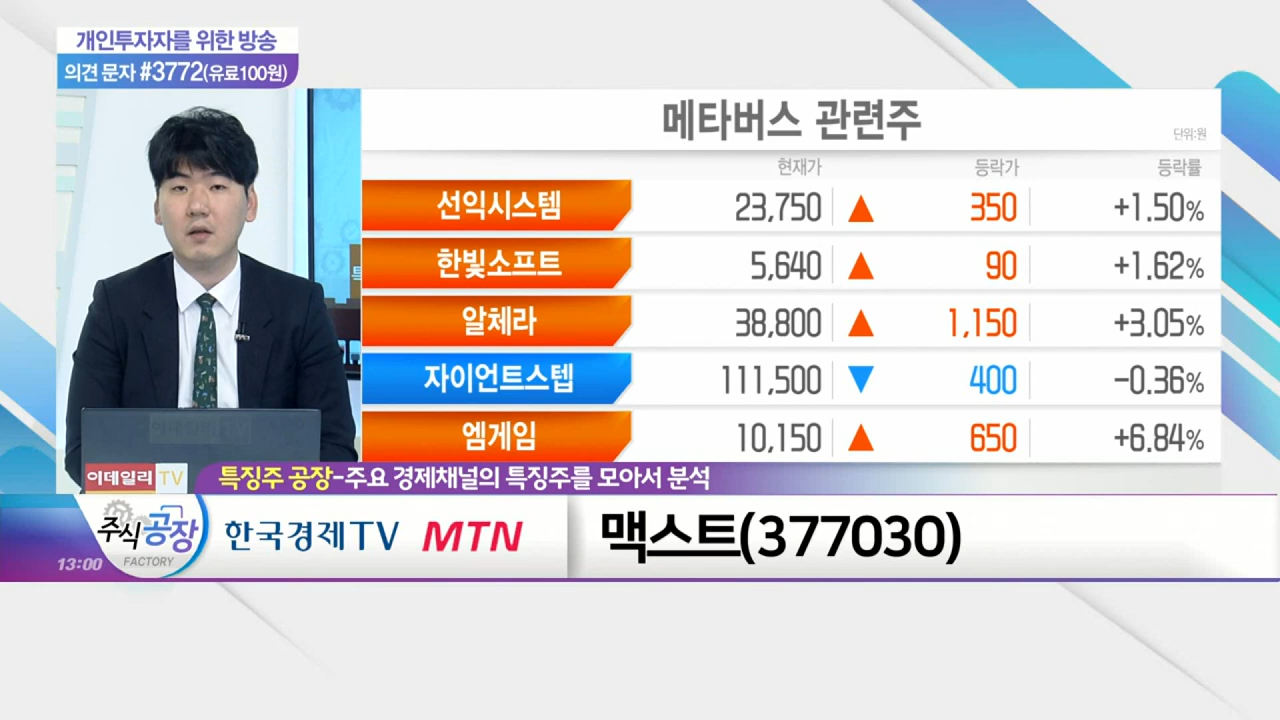 개인투자자를 위한 방송
의견 문자 #3772(유료100원)
메타버스 관련주
단위:원
현재가 등락가 등락률
선익시스템 23,750 ▲ 350 +1.50%
한빛소프트 5,640 ▲ 90 +1.62%
알체라 38,800 ▲ 1,150 +3.05%
자이언트스텝 111,500 ▼ 400 -0.36%
엠게임 10,150 ▲ 650 +6.84%
이데일리 TV
이데일리 TV
특징주 공장-주요 경제채널의 특징주를 모아서 분석
주식공장
FACTORY
13:00
한국경제TV MTN
맥스트(377030)